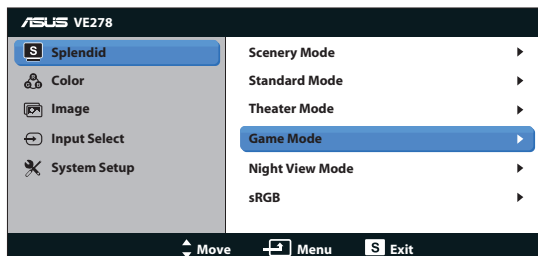 ASUS VE278
S Splendid
Color
Image
Input Select
System Setup
Scenery Mode
Standard Mode
Theater Mode
Game Mode
Night View Mode
sRGB
Move Menu S Exit